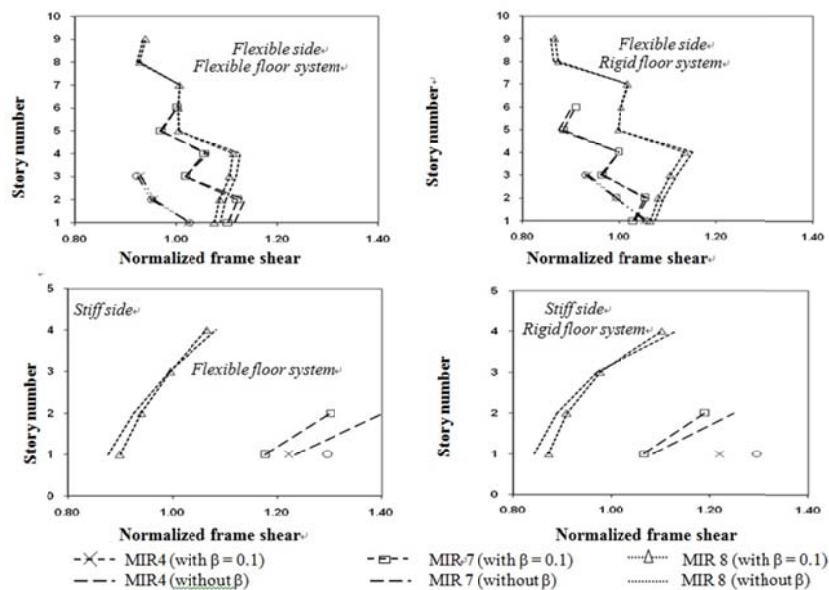 10
9
8
7
6
5
4
3
2
1
Story number
Flexible side
Flexible floor system
0.80 1.00 1.20 1.40
Normalized frame shear
10
9
8
7
6
5
4
3
2
1
Story number
Flexible side
Rigid floor system
0.80 1.00 1.20 1.40
Normalized frame shear
5
4
3
2
1
0
Story number
Stiff side
Flexible floor system
0.80 1.00 1.20 1.40
Normalized frame shear
5
4
3
2
1
0
Story number
Stiff side
Rigid floor system
0.80 1.00 1.20 1.40
Normalized frame shear
MIR4 (with β = 0.1) MIR 7 (with β = 0.1) MIR 8 (with β = 0.1)
MIR4 (without β) MIR 7 (without β) MIR 8 (without β)